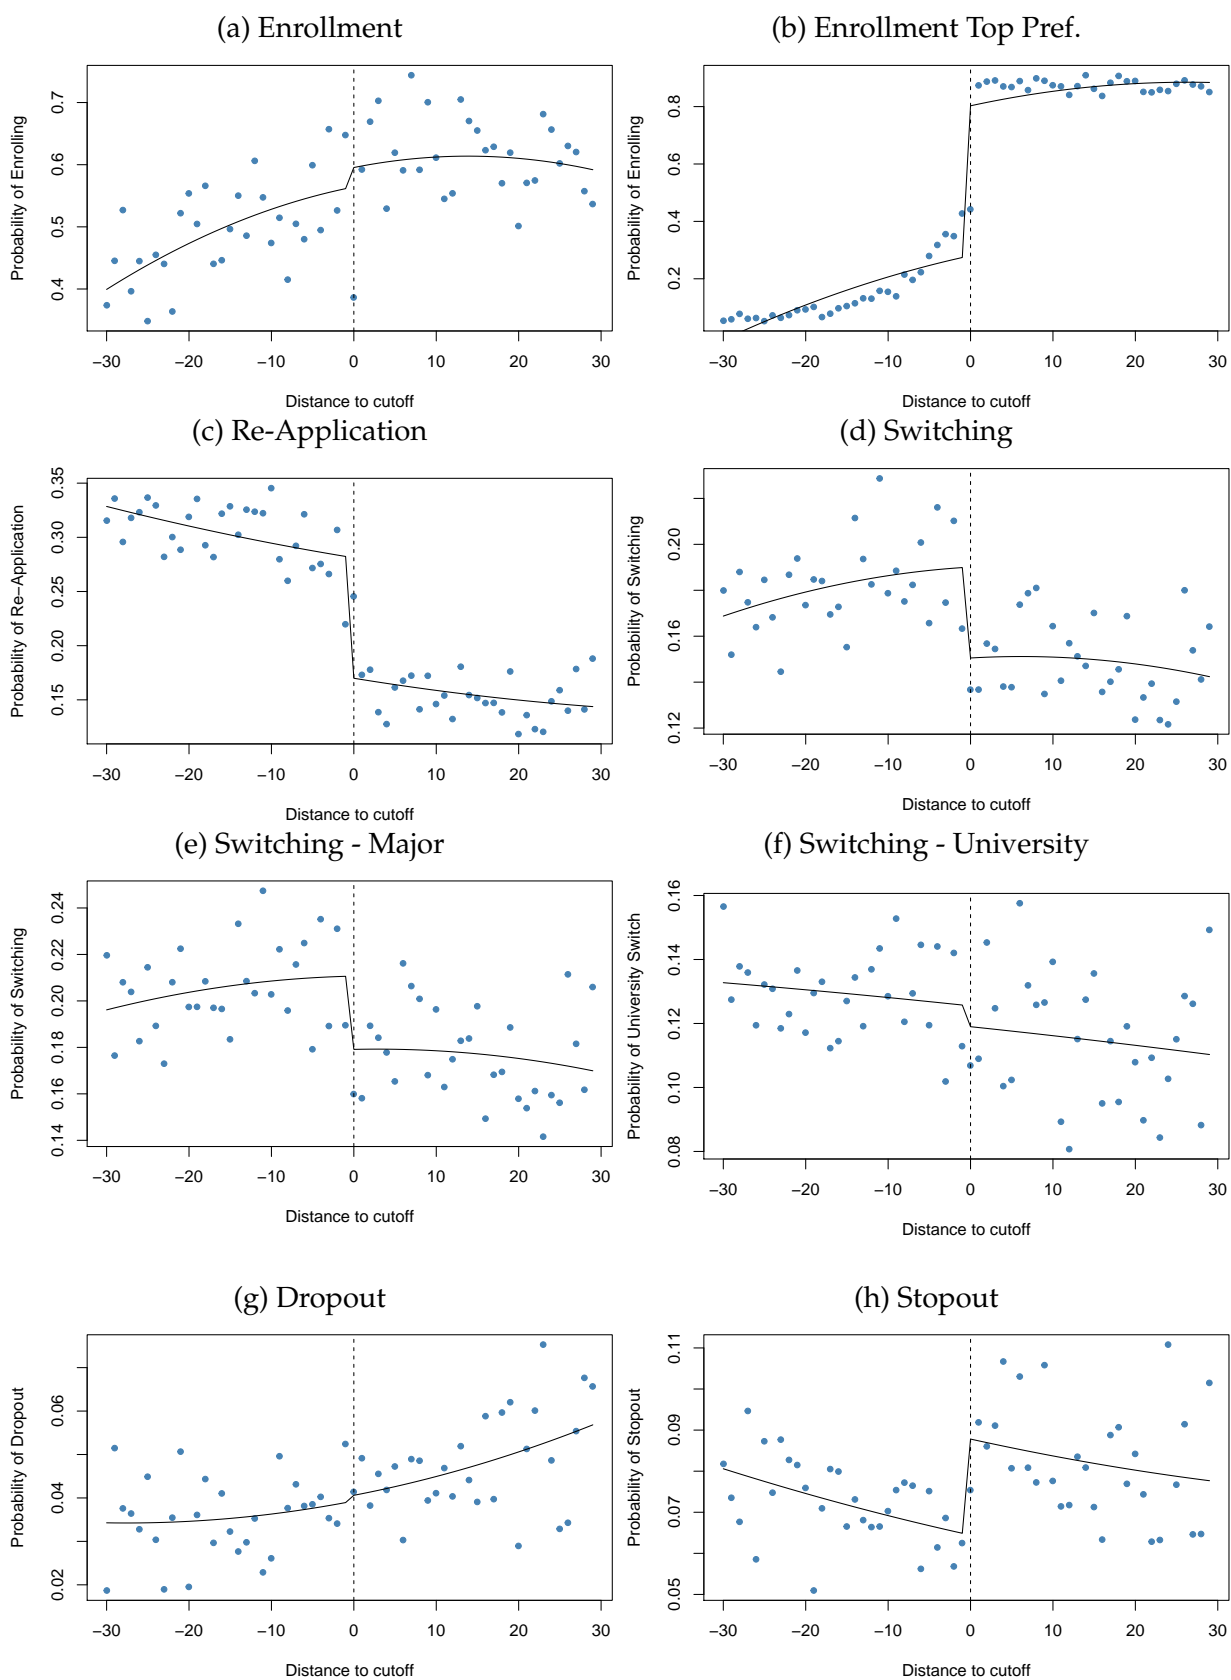 (a) Enrollment
Probability of Enrolling
0.4 0.5 0.6 0.7
−30 −20 −10 0 10 20 30
Distance to cutoff
(b) Enrollment Top Pref.
Probability of Enrolling
0.2 0.4 0.6 0.8
−30 −20 −10 0 10 20 30
Distance to cutoff
(c) Re-Application
Probability of Re−Application
0.15 0.20 0.25 0.30 0.35
−30 −20 −10 0 10 20 30
Distance to cutoff
(d) Switching
Probability of Switching
0.12 0.16 0.20
−30 −20 −10 0 10 20 30
Distance to cutoff
(e) Switching - Major
Probability of Switching
0.14 0.16 0.18 0.20 0.22 0.24
−30 −20 −10 0 10 20 30
Distance to cutoff
(f) Switching - University
Probability of University Switch
0.08 0.10 0.12 0.14 0.16
−30 −20 −10 0 10 20 30
Distance to cutoff
(g) Dropout
Probability of Dropout
0.02 0.04 0.06
−30 −20 −10 0 10 20 30
Distance to cutoff
(h) Stopout
Probability of Stopout
0.05 0.07 0.09 0.11
−30 −20 −10 0 10 20 30
Distance to cutoff